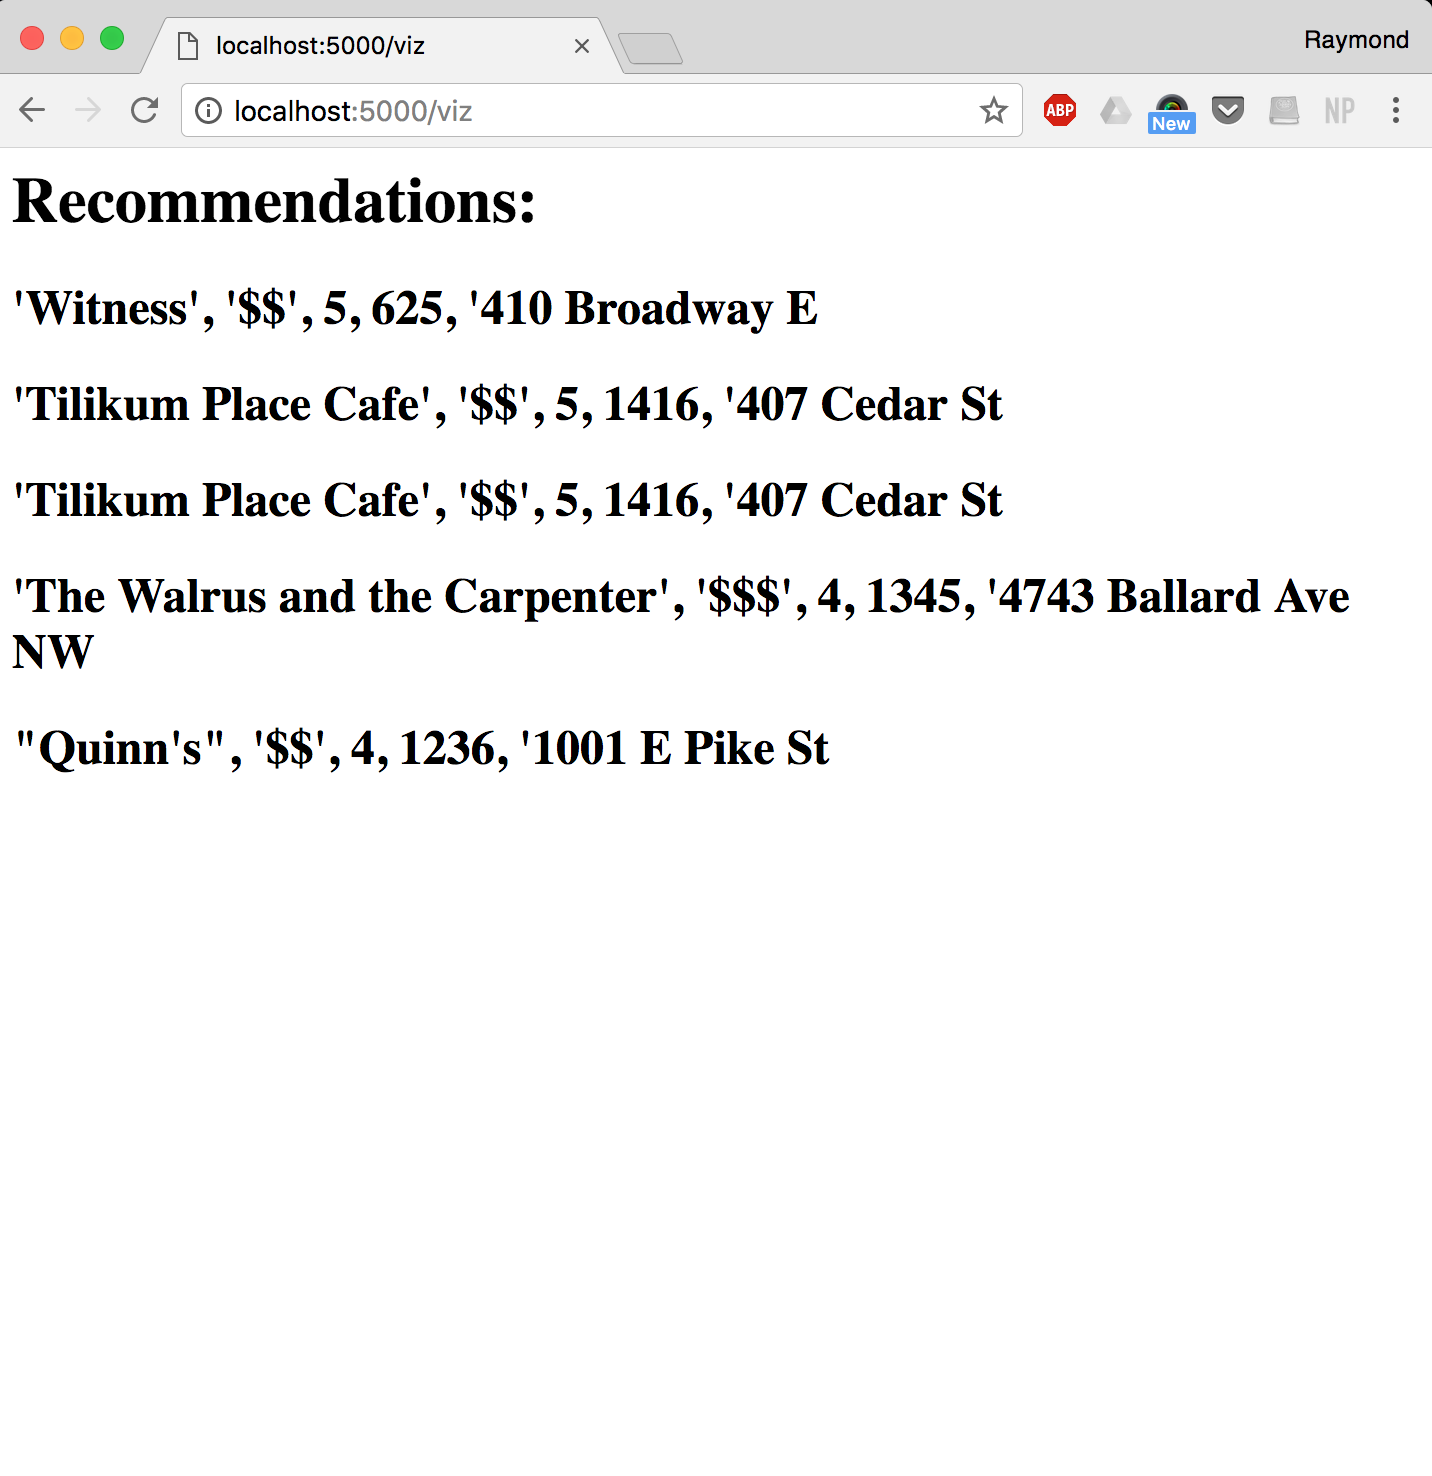 localhost:5000/viz
Raymond
localhost:5000/viz
ABP
New
NP
Recommendations:
'Witness', '$$', 5, 625, '410 Broadway E
'Tilikum Place Cafe', '$$', 5, 1416, '407 Cedar St
'Tilikum Place Cafe', '$$', 5, 1416, '407 Cedar St
'The Walrus and the Carpenter', '$$$', 4, 1345, '4743 Ballard Ave
NW
"Quinn's", '$$', 4, 1236, '1001 E Pike St